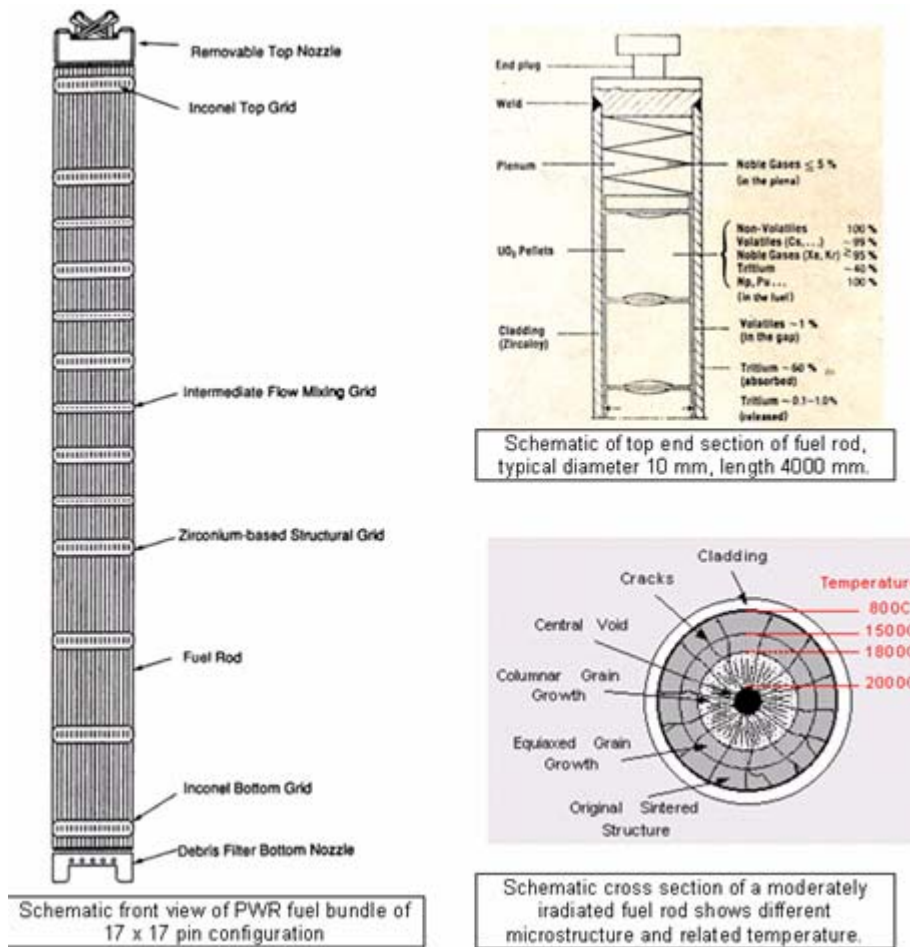 Removable Top Nozzle
Inconel Top Grid
Intermediate Flow Mixing Grid
Zirconium-based Structural Grid
Fuel Rod
Inconel Bottom Grid
Debris Filter Bottom Nozzle
Schematic front view of PWR fuel bundle of
17 x 17 pin configuration
End plug
Weld
Plenum
Noble Gases ≤ 5 %
(in the plena)
UO₂ Pellets
Non-Volatiles 100 %
Volatiles (Cs,...) ~99 %
Noble Gases (Xe, Kr) ≥95 %
Tritium ~40 %
Np, Pu... 100 %
(in the fuel)
Cladding
(Zircaloy)
Volatiles ~1 %
(in the gap)
Tritium ~60 %
(absorbed)
Tritium ~0.1-1.0%
(released)
Schematic of top end section of fuel rod,
typical diameter 10 mm, length 4000 mm.
Cladding
Cracks
Temperatur
800C
Central Void
1500C
1800C
Columnar Grain
Growth
2000C
Equiaxed Grain
Growth
Original Sintered
Structure
Schematic cross section of a moderately
iradiated fuel rod shows different
microstructure and related temperature.